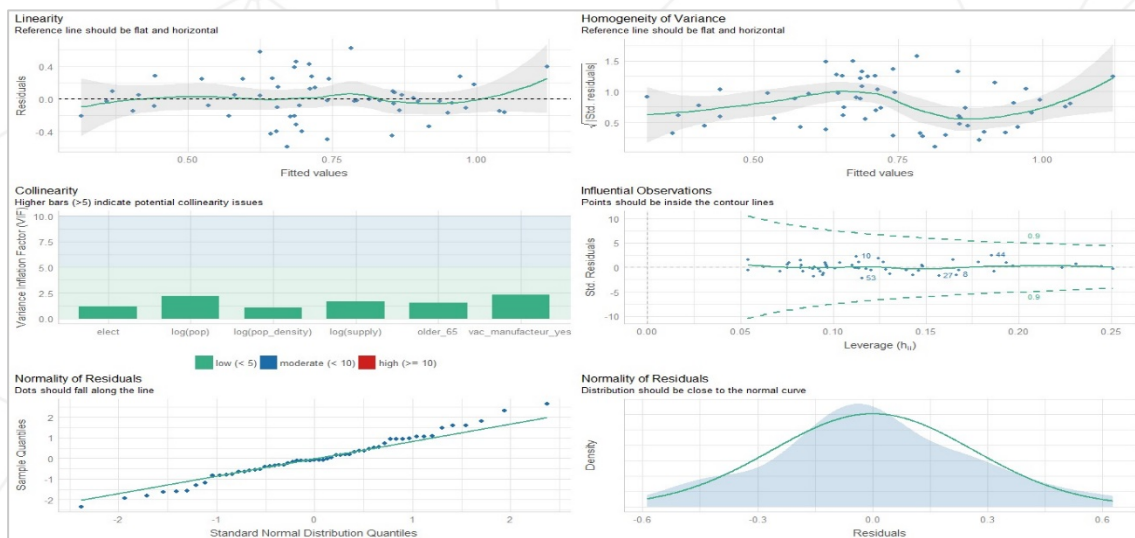 Linearity
Reference line should be flat and horizontal
Residuals
0.4
0.0
-0.4
0.50
0.75
1.00
Fitted values
Homogeneity of Variance
Reference line should be flat and horizontal
√|Std. residuals|
1.5
1.0
0.5
0.50
0.75
1.00
Fitted values
Collinearity
Higher bars (>5) indicate potential collinearity issues
Variance Inflation Factor (VIF)
10.0
7.5
5.0
2.5
0.0
elect
log(pop)
log(pop_density)
log(supply)
older_65
vac_manufacteur_yes
low (< 5)
moderate (< 10)
high (>= 10)
Influential Observations
Points should be inside the contour lines
Std. Residuals
10
5
0
-5
-10
0.9
10
44
53
27
8
0.9
0.00
0.05
0.10
0.15
0.20
0.25
Leverage (hᵢᵢ)
Normality of Residuals
Dots should fall along the line
Sample Quantiles
2
1
0
-1
-2
-2
-1
0
1
2
Standard Normal Distribution Quantiles
Normality of Residuals
Distribution should be close to the normal curve
Density
-0.6
-0.3
0.0
0.3
0.6
Residuals